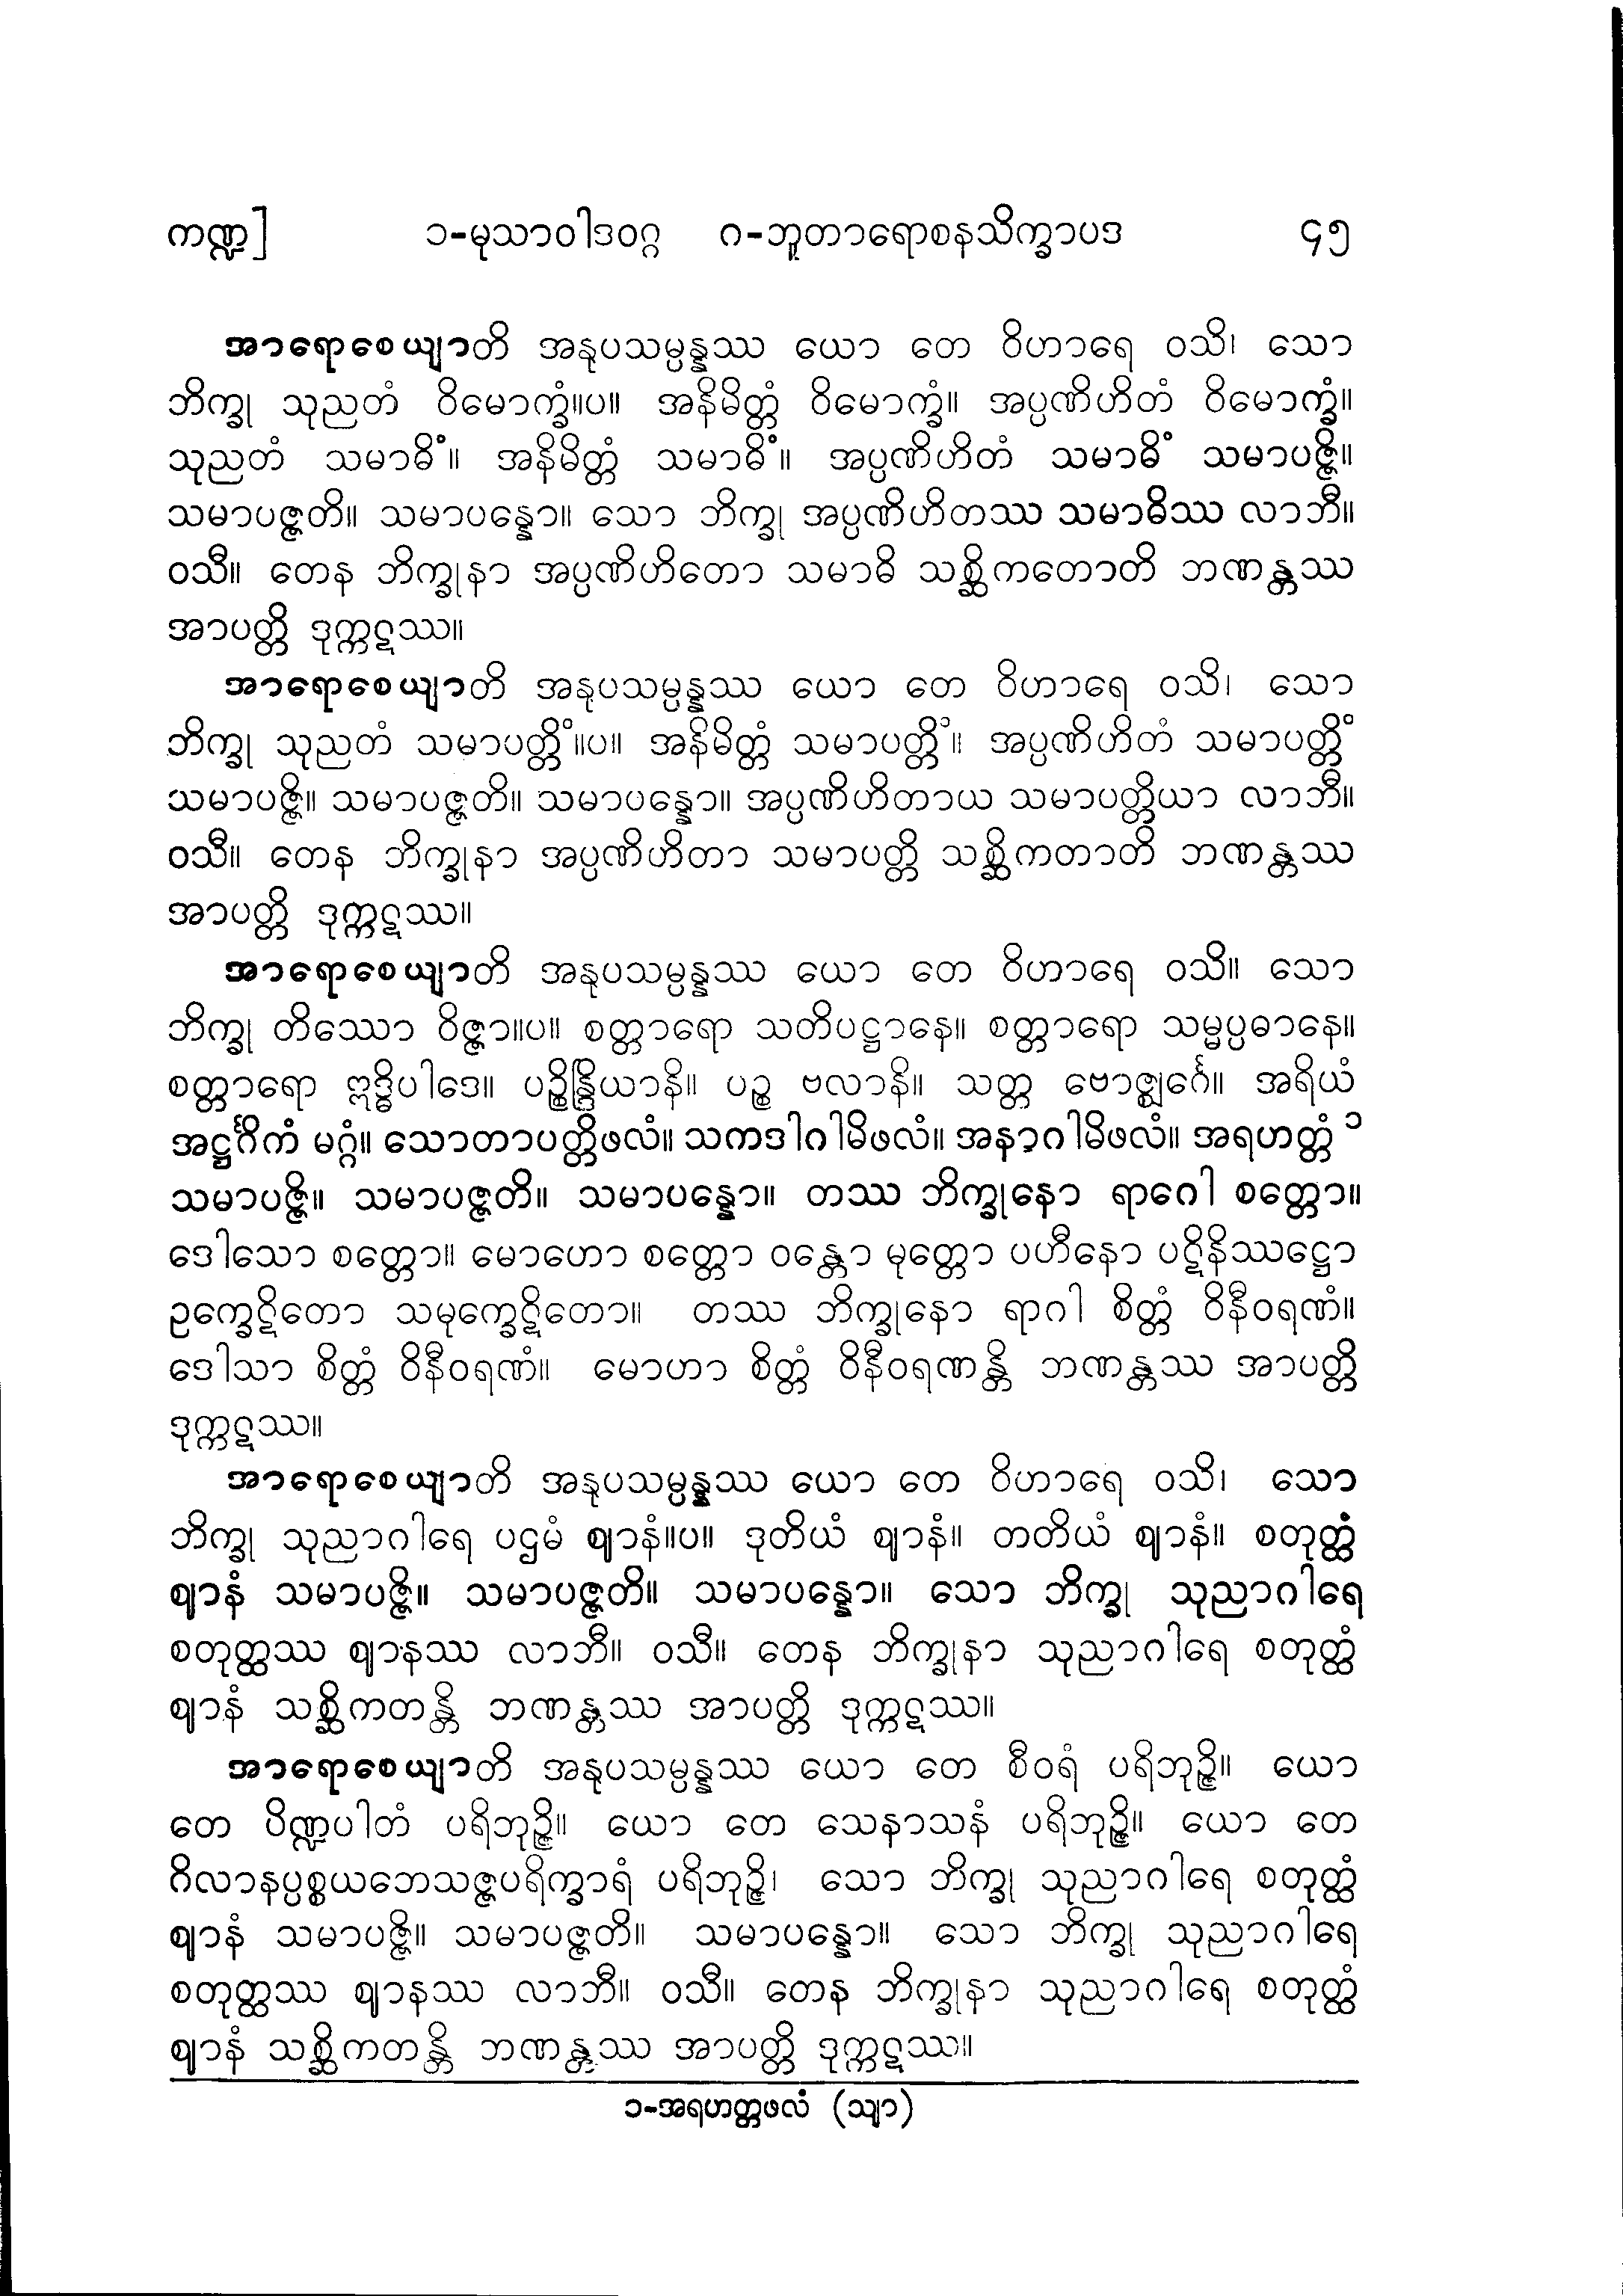 ကဏ္ဍ] ၁-မုသာဝါဒဝဂ္ဂ ဂ-ဘူတာရောစနသိက္ခာပဒ ၄၅
အာရောစေယျာတိ အနုပသမ္ပန္နဿ ယော တေ ဝိဟာရေ ဝသိ၊ သော
ဘိက္ခု သုညတံ ဝိမောက္ခံ။ပ။ အနိမိတ္တံ ဝိမောက္ခံ။ အပ္ပဏိဟိတံ ဝိမောက္ခံ။
သုညတံ သမာဓိံ။ အနိမိတ္တံ သမာဓိံ။ အပ္ပဏိဟိတံ သမာဓိံ သမာပဇ္ဇိ။
သမာပဇ္ဇတိ။ သမာပန္နော။ သော ဘိက္ခု အပ္ပဏိဟိတဿ သမာဓိဿ လာဘီ။
ဝသီ။ တေန ဘိက္ခုနာ အပ္ပဏိဟိတော သမာဓိ သစ္ဆိကတောတိ ဘဏန္တဿ
အာပတ္တိ ဒုက္ကဋဿ။
အာရောစေယျာတိ အနုပသမ္ပန္နဿ ယော တေ ဝိဟာရေ ဝသိ၊ သော
ဘိက္ခု သုညတံ သမာပတ္တိံ။ပ။ အနိမိတ္တံ သမာပတ္တိံ။ အပ္ပဏိဟိတံ သမာပတ္တိံ
သမာပဇ္ဇိ။ သမာပဇ္ဇတိ။ သမာပန္နော။ အပ္ပဏိဟိတာယ သမာပတ္တိယာ လာဘီ။
ဝသီ။ တေန ဘိက္ခုနာ အပ္ပဏိဟိတာ သမာပတ္တိ သစ္ဆိကတာတိ ဘဏန္တဿ
အာပတ္တိ ဒုက္ကဋဿ။
အာရောစေယျာတိ အနုပသမ္ပန္နဿ ယော တေ ဝိဟာရေ ဝသိ။ သော
ဘိက္ခု တိဿော ဝိဇ္ဇာ။ပ။ စတ္တာရော သတိပဋ္ဌာနေ။ စတ္တာရော သမ္မပ္ပဓာနေ။
စတ္တာရော ဣဒ္ဓိပါဒေ။ ပဉ္စိန္ဒြိယာနိ။ ပဉ္စ ဗလာနိ။ သတ္တ ဗောဇ္ဈင်္ဂေ။ အရိယံ
အဋ္ဌင်္ဂိကံ မဂ္ဂံ။ သောတာပတ္တိဖလံ။ သကဒါဂါမိဖလံ။ အနာဂါမိဖလံ။ အရဟတ္တံ ၁
သမာပဇ္ဇိ။ သမာပဇ္ဇတိ။ သမာပန္နော။ တဿ ဘိက္ခုနော ရာဂေါ စတ္တော။
ဒေါသော စတ္တော။ မောဟော စတ္တော ဝန္တော မုတ္တော ပဟီနော ပဋိနိဿဋ္ဌော
ဥက္ခေဋိတော သမုက္ခေဋိတော။ တဿ ဘိက္ခုနော ရာဂါ စိတ္တံ ဝိနီဝရဏံ။
ဒေါသာ စိတ္တံ ဝိနီဝရဏံ။ မောဟာ စိတ္တံ ဝိနီဝရဏန္တိ ဘဏန္တဿ အာပတ္တိ
ဒုက္ကဋဿ။
အာရောစေယျာတိ အနုပသမ္ပန္နဿ ယော တေ ဝိဟာရေ ဝသိ၊ သော
ဘိက္ခု သုညာဂါရေ ပဌမံ ဈာနံ။ပ။ ဒုတိယံ ဈာနံ။ တတိယံ ဈာနံ။ စတုတ္ထံ
ဈာနံ သမာပဇ္ဇိ။ သမာပဇ္ဇတိ။ သမာပန္နော။ သော ဘိက္ခု သုညာဂါရေ
စတုတ္ထဿ ဈာနဿ လာဘီ။ ဝသီ။ တေန ဘိက္ခုနာ သုညာဂါရေ စတုတ္ထံ
ဈာနံ သစ္ဆိကတန္တိ ဘဏန္တဿ အာပတ္တိ ဒုက္ကဋဿ။
အာရောစေယျာတိ အနုပသမ္ပန္နဿ ယော တေ စီဝရံ ပရိဘုဉ္ဇိ။ ယော
တေ ပိဏ္ဍပါတံ ပရိဘုဉ္ဇိ။ ယော တေ သေနာသနံ ပရိဘုဉ္ဇိ။ ယော တေ
ဂိလာနပ္ပစ္စယဘေသဇ္ဇပရိက္ခာရံ ပရိဘုဉ္ဇိ၊ သော ဘိက္ခု သုညာဂါရေ စတုတ္ထံ
ဈာနံ သမာပဇ္ဇိ။ သမာပဇ္ဇတိ။ သမာပန္နော။ သော ဘိက္ခု သုညာဂါရေ
စတုတ္ထဿ ဈာနဿ လာဘီ။ ဝသီ။ တေန ဘိက္ခုနာ သုညာဂါရေ စတုတ္ထံ
ဈာနံ သစ္ဆိကတန္တိ ဘဏန္တဿ အာပတ္တိ ဒုက္ကဋဿ။
၁-အရဟတ္တဖလံ (သျာ)